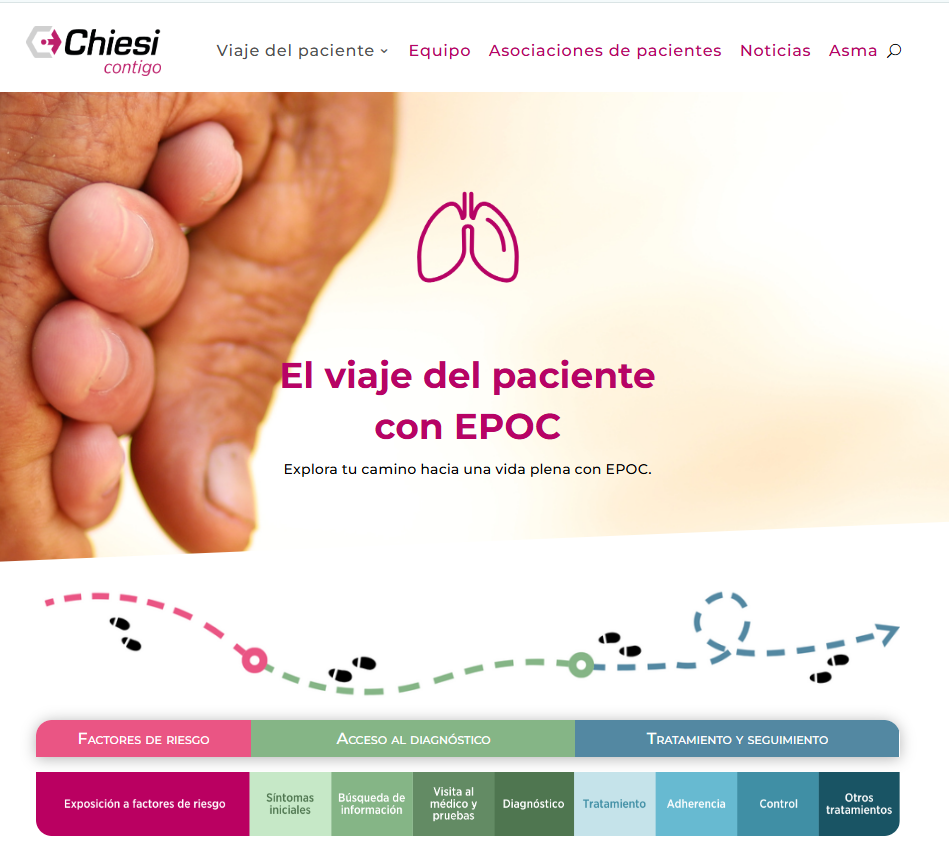 Chiesi
contigo
Viaje del paciente
Equipo
Asociaciones de pacientes
Noticias
Asma
El viaje del paciente
con EPOC
Explora tu camino hacia una vida plena con EPOC.
Factores de riesgo
Acceso al diagnóstico
Tratamiento y seguimiento
Exposición a factores de riesgo
Síntomas
iniciales
Búsqueda de
información
Visita al
médico y
pruebas
Diagnóstico
Tratamiento
Adherencia
Control
Otros
tratamientos